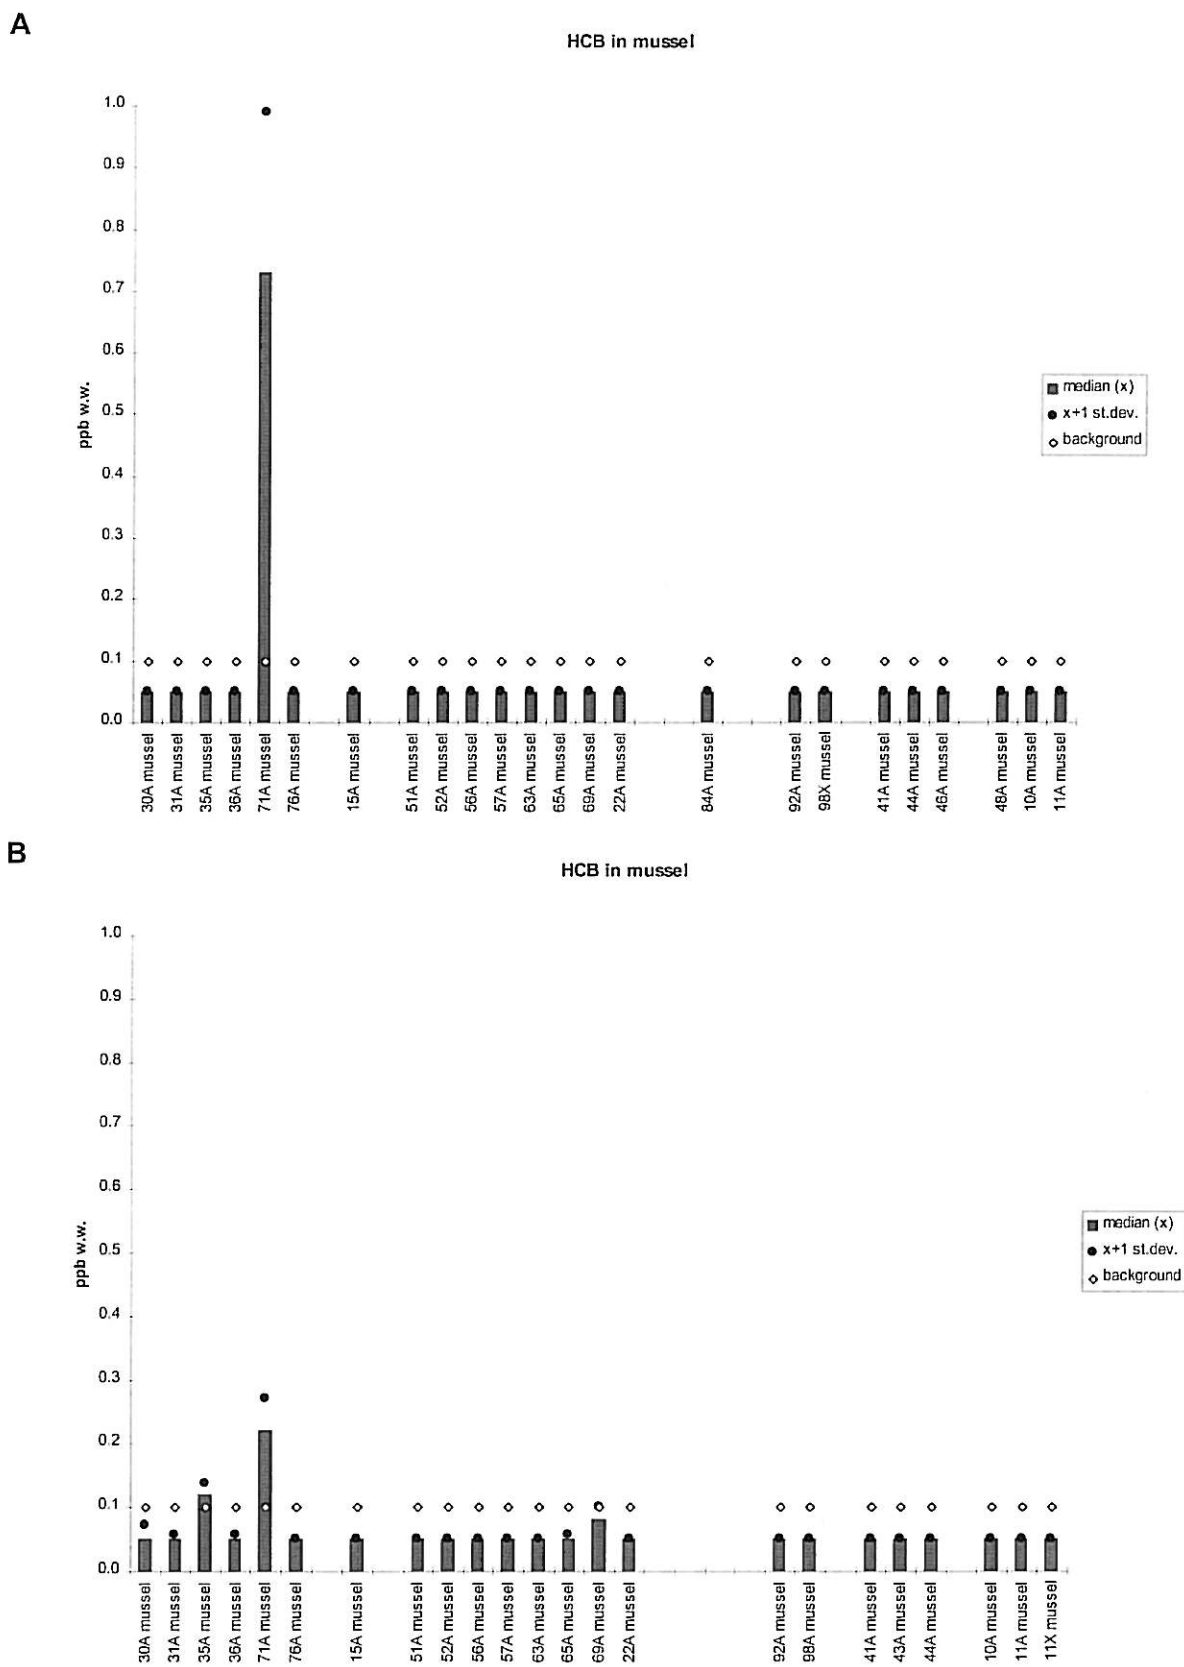 A
HCB in mussel
1.0
0.9
0.8
0.7
0.6
0.5
0.4
0.3
0.2
0.1
0.0
ppb w.w.
median (x)
x+1 st.dev.
background
30A mussel
31A mussel
35A mussel
36A mussel
71A mussel
76A mussel
15A mussel
51A mussel
52A mussel
56A mussel
57A mussel
63A mussel
65A mussel
69A mussel
22A mussel
84A mussel
92A mussel
98X mussel
41A mussel
44A mussel
46A mussel
48A mussel
10A mussel
11A mussel
B
HCB in mussel
1.0
0.9
0.8
0.7
0.6
0.5
0.4
0.3
0.2
0.1
0.0
ppb w.w.
median (x)
x+1 st.dev.
background
30A mussel
31A mussel
35A mussel
36A mussel
71A mussel
76A mussel
15A mussel
51A mussel
52A mussel
56A mussel
57A mussel
63A mussel
65A mussel
69A mussel
22A mussel
92A mussel
98A mussel
41A mussel
43A mussel
44A mussel
10A mussel
11A mussel
11X mussel